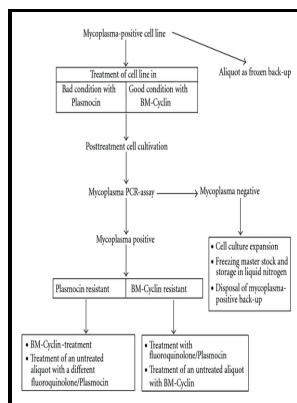 Mycoplasma-positive cell line
Aliquot as frozen back-up
Treatment of cell line in
Bad condition with
Plasmocin
Good condition with
BM-Cyclin
Posttreatment cell cultivation
Mycoplasma PCR-assay
Mycoplasma negative
Mycoplasma positive
• Cell culture expansion
• Freezing master stock and
storage in liquid nitrogen
• Disposal of mycoplasma-
positive back-up
Plasmocin resistant
BM-Cyclin resistant
• BM-Cyclin-treatment
• Treatment of an untreated
aliquot with a different
fluoroquinolone/Plasmocin
• Treatment with
fluoroquinolone/Plasmocin
• Treatment of an untreated
aliquot with BM-Cyclin